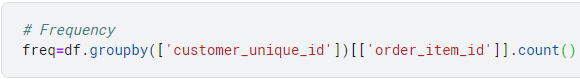 # Frequency
freq=df.groupby(['customer_unique_id'])[['order_item_id']].count()